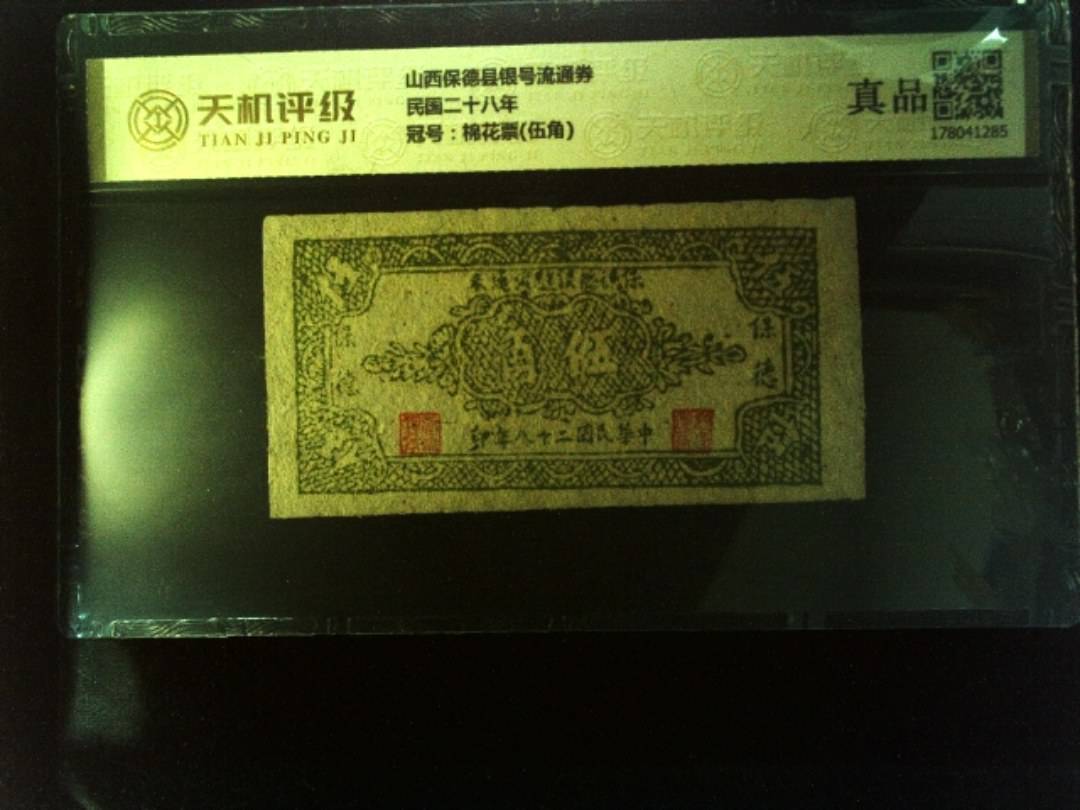 天机评级
TIAN JI PING JI
山西保德县银号流通券
民国二十八年
冠号：棉花票(伍角)
真品
178041285
伍角
保德
保德
中華民國二十八年印